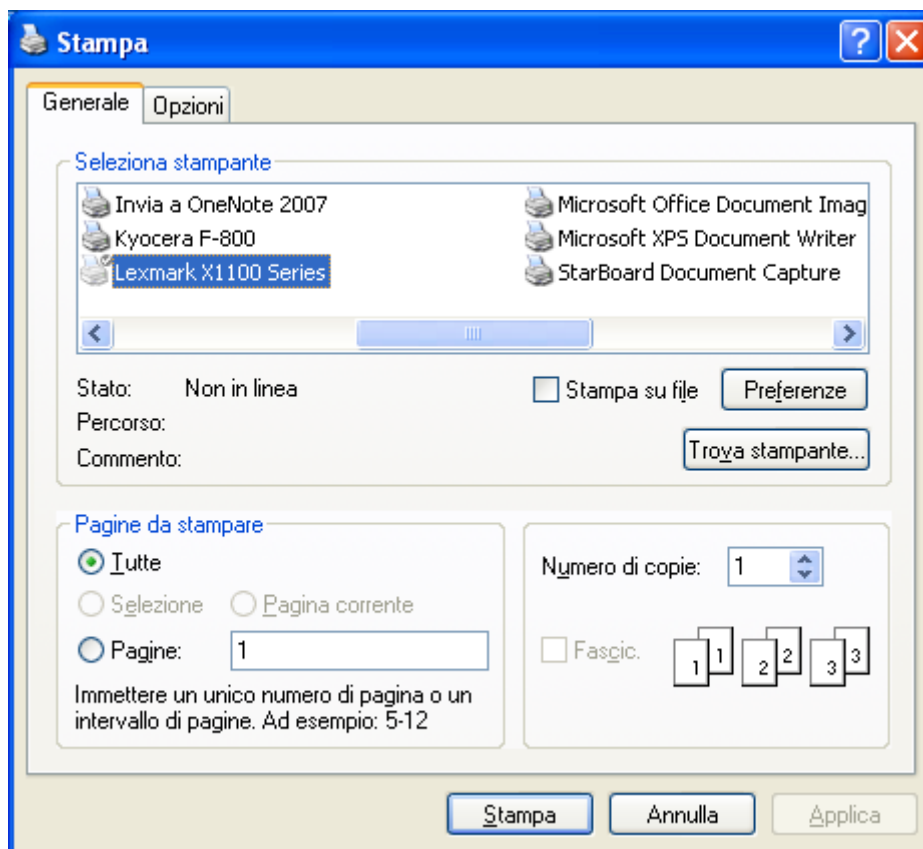 Stampa
Generale
Opzioni
Seleziona stampante
Invia a OneNote 2007
Kyocera F-800
Lexmark X1100 Series
Microsoft Office Document Imag
Microsoft XPS Document Writer
StarBoard Document Capture
Stato: Non in linea
Percorso:
Commento:
Stampa su file
Preferenze
Trova stampante...
Pagine da stampare
Tutte
Selezione
Pagina corrente
Pagine: 1
Immettere un unico numero di pagina o un
intervallo di pagine. Ad esempio: 5-12
Numero di copie: 1
Fascic.
1 1 2 2 3 3
Stampa
Annulla
Applica